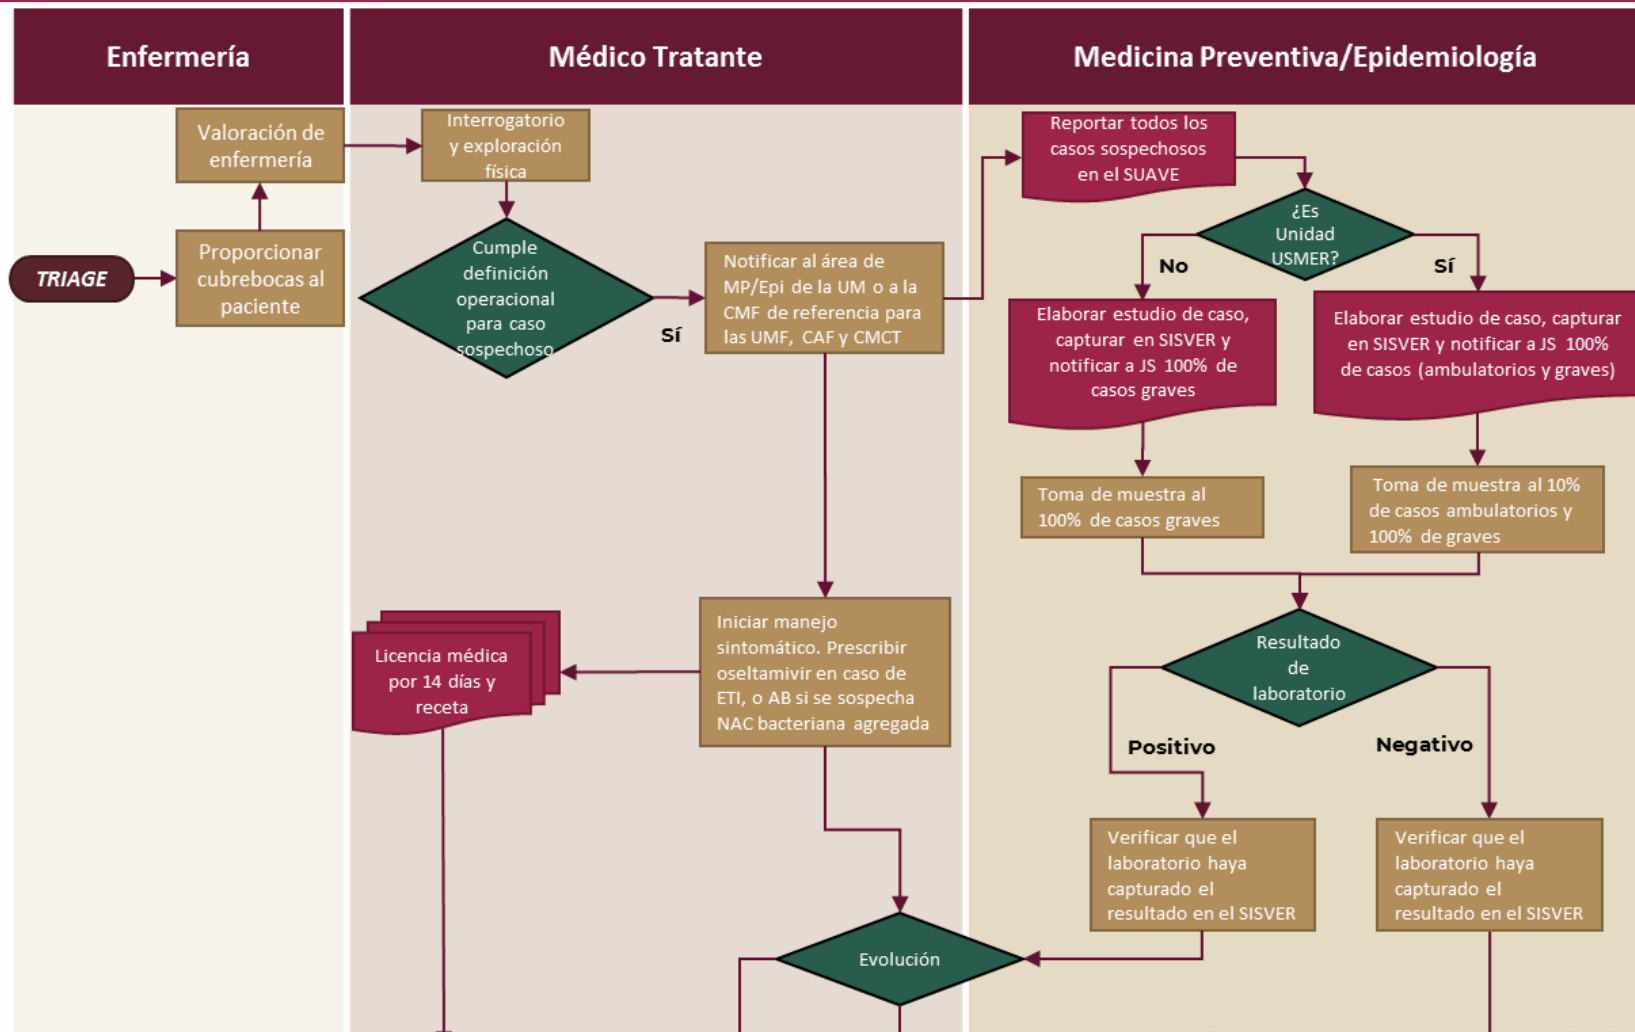 Enfermería
Médico Tratante
Medicina Preventiva/Epidemiología
TRIAGE
Proporcionar
cubrebocas al
paciente
Valoración de
enfermería
Interrogatorio
y exploración
física
Cumple
definición
operacional
para caso
sospechoso
Sí
Notificar al área de
MP/Epi de la UM o a la
CMF de referencia para
las UMF, CAF y CMCT
Iniciar manejo
sintomático. Prescribir
oseltamivir en caso de
ETI, o AB si se sospecha
NAC bacteriana agregada
Licencia médica
por 14 días y
receta
Evolución
Reportar todos los
casos sospechosos
en el SUAVE
¿Es
Unidad
USMER?
No
Sí
Elaborar estudio de caso,
capturar en SISVER y
notificar a JS 100% de
casos graves
Elaborar estudio de caso, capturar
en SISVER y notificar a JS 100%
de casos (ambulatorios y graves)
Toma de muestra al
100% de casos graves
Toma de muestra al 10%
de casos ambulatorios y
100% de graves
Resultado
de
laboratorio
Positivo
Negativo
Verificar que el
laboratorio haya
capturado el
resultado en el SISVER
Verificar que el
laboratorio haya
capturado el
resultado en el SISVER